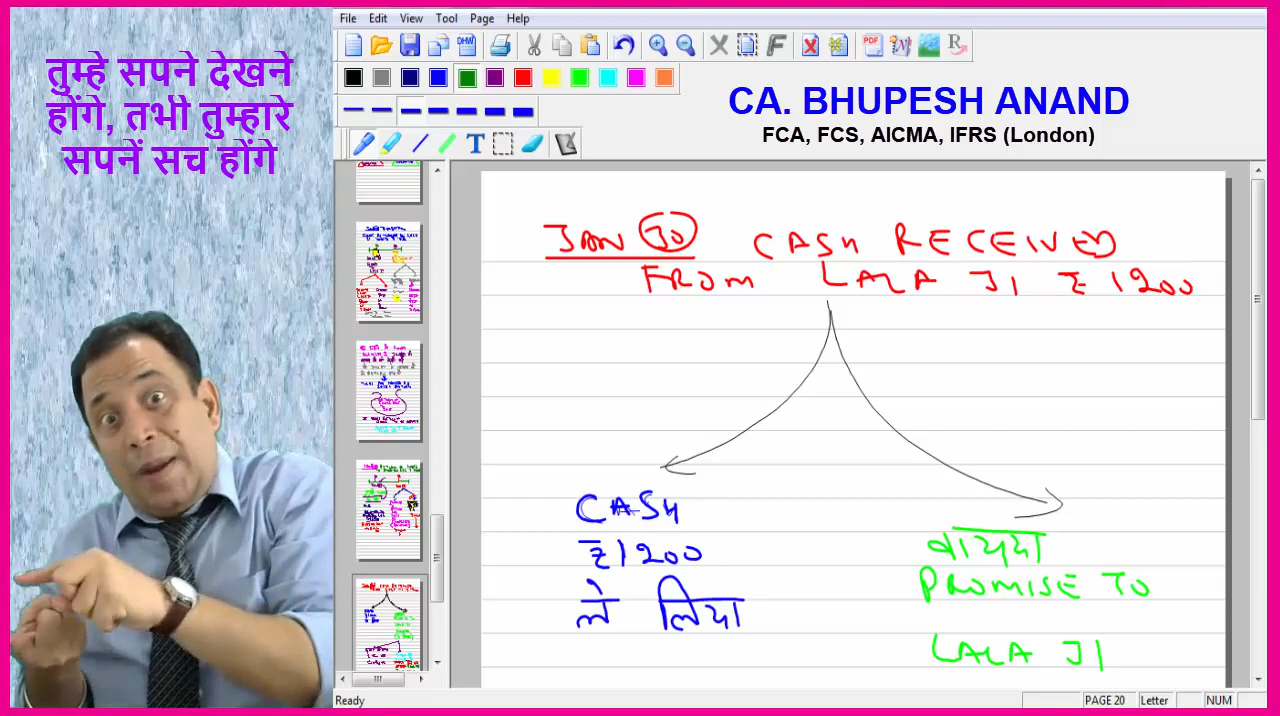 तुम्हे सपने देखने
होंगे, तभी तुम्हारे
सपनें सच होंगे
File Edit View Tool Page Help
CA. BHUPESH ANAND
FCA, FCS, AICMA, IFRS (London)
JAN 30 CASH RECEIVED
FROM LALA JI ₹ 1200
CASH
₹ 1200
ले लिया
वायदा
PROMISE TO
LALA JI
Ready PAGE 20 Letter NUM